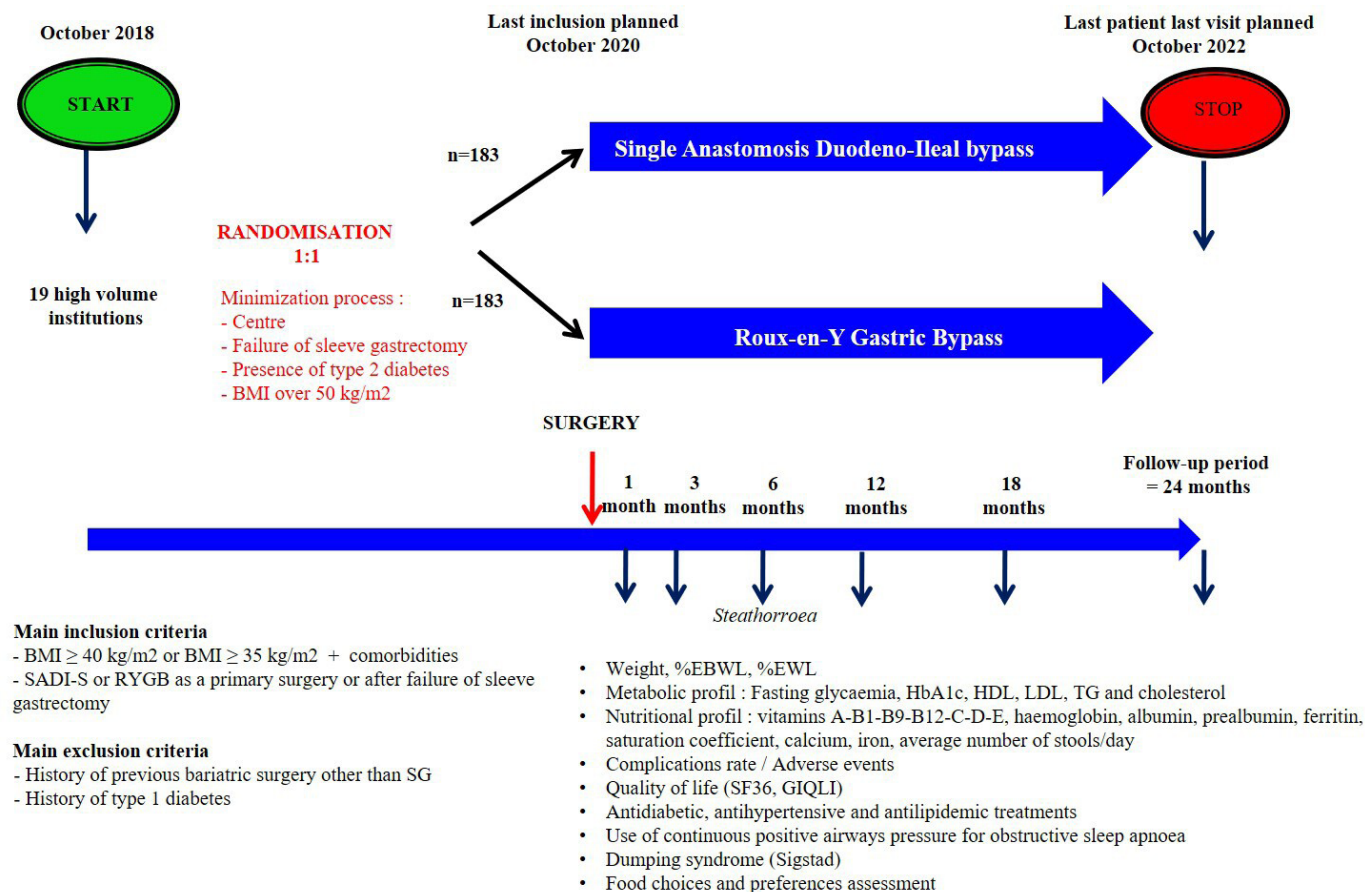 October 2018
Last inclusion planned
October 2020
Last patient last visit planned
October 2022
START
STOP
n=183
Single Anastomosis Duodeno-Ileal bypass
RANDOMISATION
1:1
19 high volume
institutions
Minimization process :
- Centre
- Failure of sleeve gastrectomy
- Presence of type 2 diabetes
- BMI over 50 kg/m2
n=183
Roux-en-Y Gastric Bypass
SURGERY
1
month
3
months
6
months
12
months
18
months
Follow-up period
= 24 months
Steathorroea
Main inclusion criteria
- BMI ≥ 40 kg/m2 or BMI ≥ 35 kg/m2 + comorbidities
- SADI-S or RYGB as a primary surgery or after failure of sleeve
gastrectomy
Main exclusion criteria
- History of previous bariatric surgery other than SG
- History of type 1 diabetes
• Weight, %EBWL, %EWL
• Metabolic profil : Fasting glycaemia, HbA1c, HDL, LDL, TG and cholesterol
• Nutritional profil : vitamins A-B1-B9-B12-C-D-E, haemoglobin, albumin, prealbumin, ferritin,
saturation coefficient, calcium, iron, average number of stools/day
• Complications rate / Adverse events
• Quality of life (SF36, GIQLI)
• Antidiabetic, antihypertensive and antilipidemic treatments
• Use of continuous positive airways pressure for obstructive sleep apnoea
• Dumping syndrome (Sigstad)
• Food choices and preferences assessment